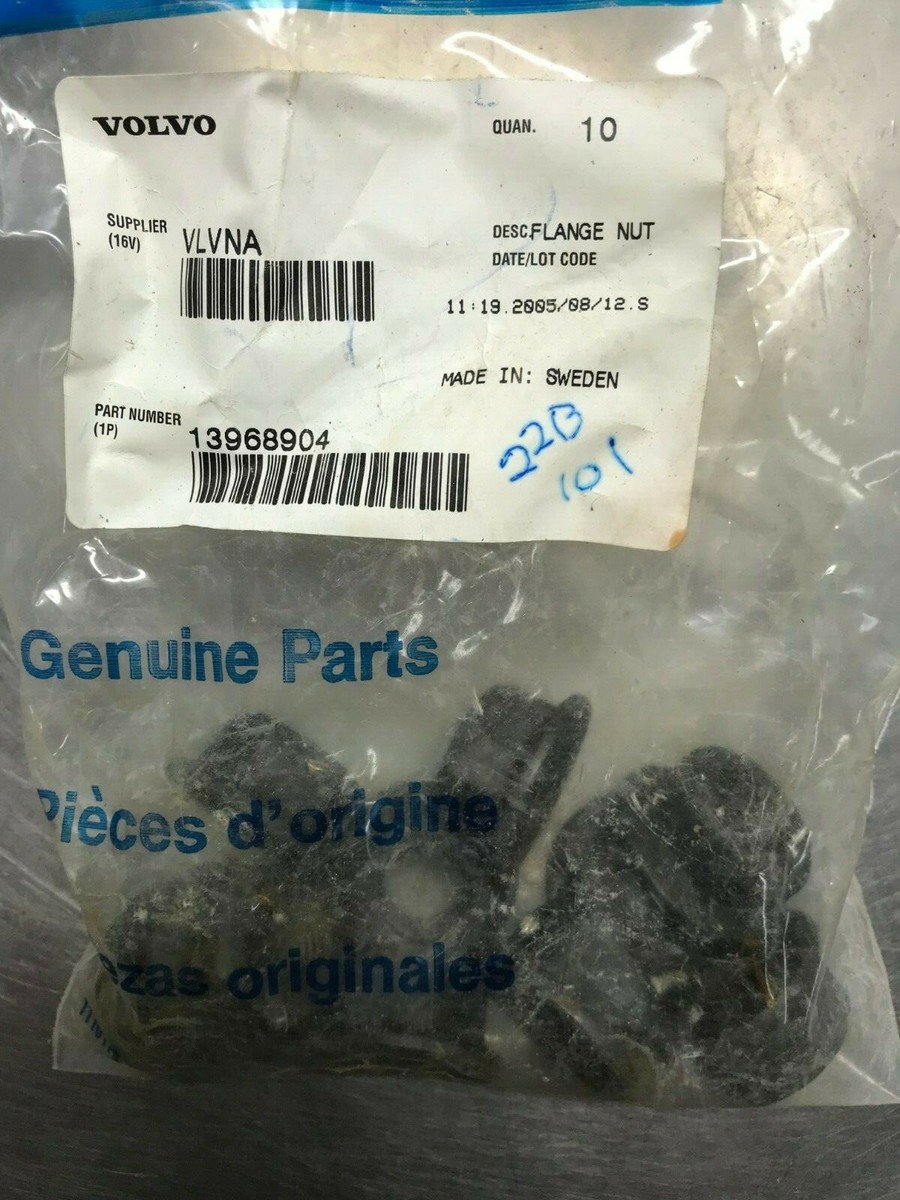 VOLVO
QUAN. 10
SUPPLIER
(16V)
VLVNA
DESC. FLANGE NUT
DATE/LOT CODE
11:19.2005/08/12.S
MADE IN: SWEDEN
PART NUMBER
(1P)
13968904
22B
101
Genuine Parts
Pièces d'origine
ezas originales